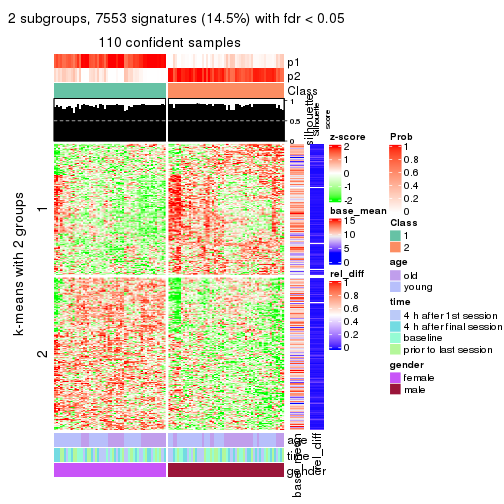 2 subgroups, 7553 signatures (14.5%) with fdr < 0.05
110 confident samples
p1
p2
Class
1
0.5
0
silhouette
Silhouette
score
k-means with 2 groups
1
2
z-score
2
1
0
-1
-2
base_mean
15
10
5
0
rel_diff
1
0.8
0.6
0.4
0.2
0
Prob
1
0.8
0.6
0.4
0.2
0
Class
1
2
age
old
young
time
4 h after 1st session
4 h after final session
baseline
prior to last session
gender
female
male
age
time
gender
base_mean
rel_diff